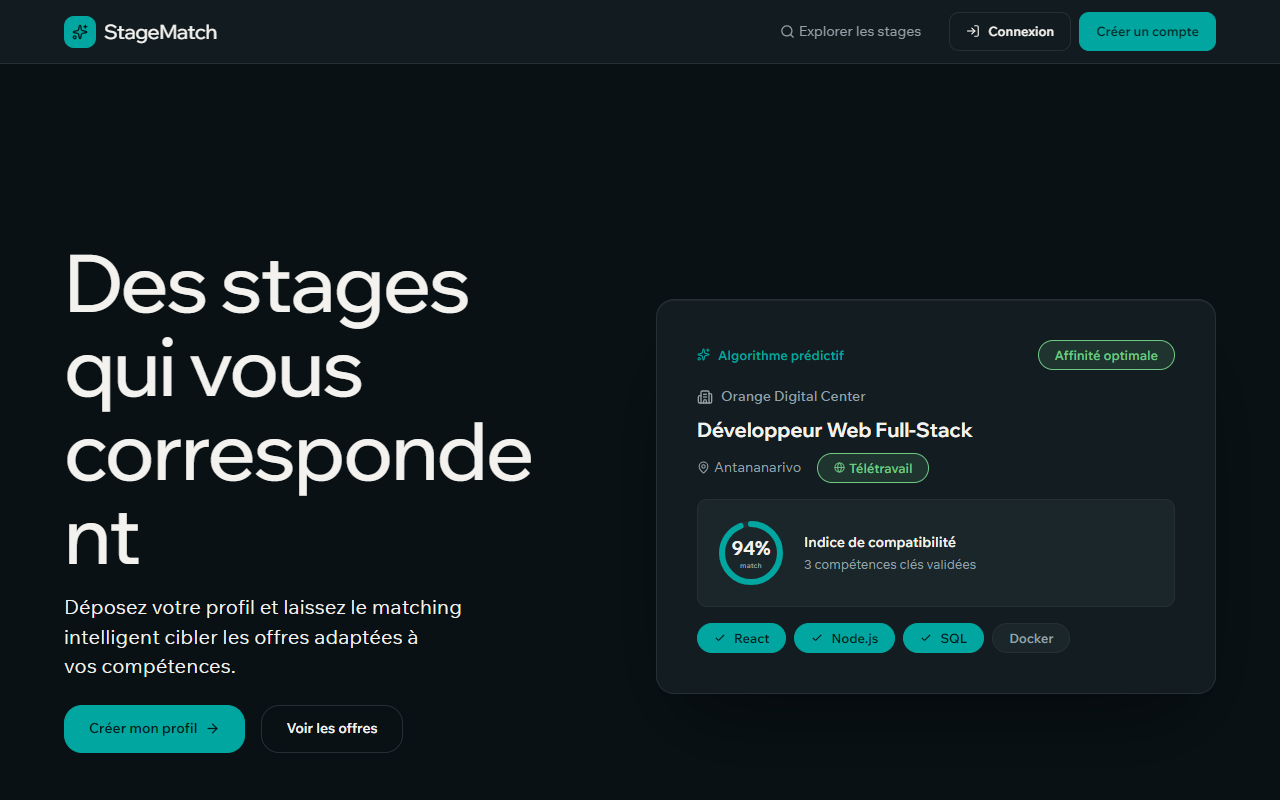 StageMatch
Explorer les stages
Connexion
Créer un compte
Des stages
qui vous
corresponde
nt
Déposez votre profil et laissez le matching
intelligent cibler les offres adaptées à
vos compétences.
Créer mon profil
Voir les offres
Algorithme prédictif
Affinité optimale
Orange Digital Center
Développeur Web Full-Stack
Antananarivo
Télétravail
94%
match
Indice de compatibilité
3 compétences clés validées
React
Node.js
SQL
Docker